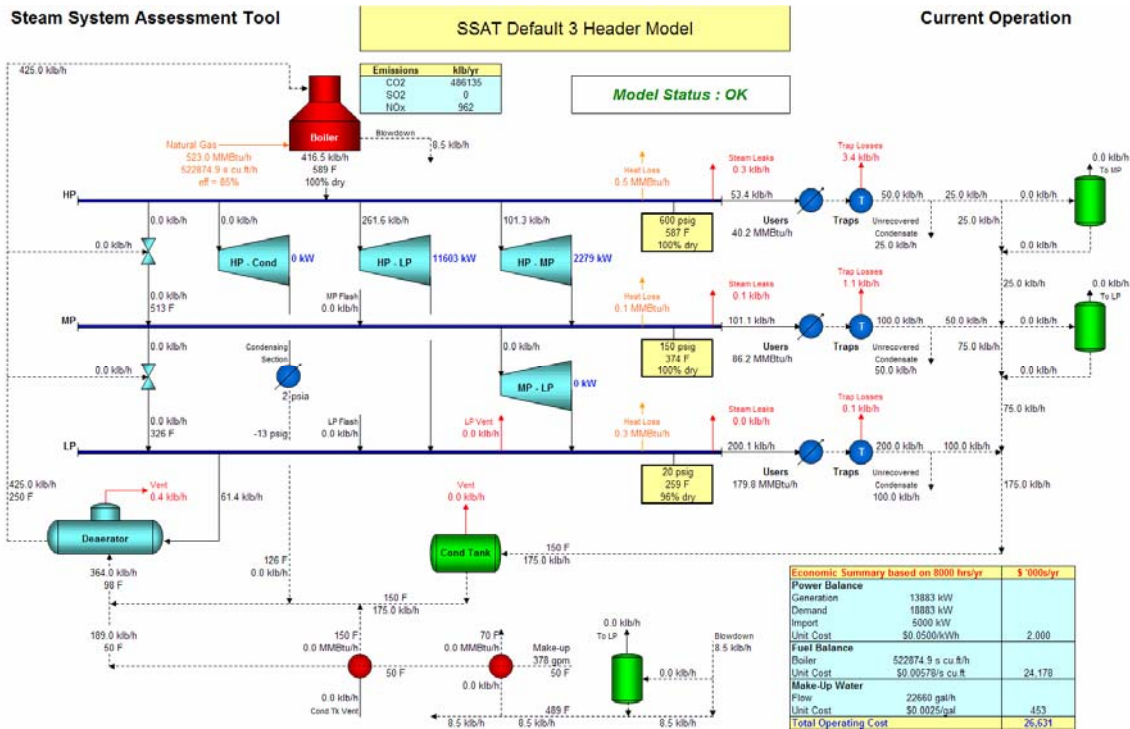 Steam System Assessment Tool
SSAT Default 3 Header Model
Current Operation
425.0 klb/h
Emissions klb/yr
CO2 486135
SO2 0
NOx 962
Model Status : OK
Boiler
Blowdown
8.5 klb/h
Natural Gas
523.0 MMBtu/h
522874.9 s cu.ft/h
eff = 85%
416.5 klb/h
589 F
100% dry
Heat Loss
0.5 MMBtu/h
Steam Leaks
0.3 klb/h
Trap Losses
3.4 klb/h
0.0 klb/h
To MP
HP
53.4 klb/h
50.0 klb/h
25.0 klb/h
0.0 klb/h
T
0.0 klb/h
0.0 klb/h
261.6 klb/h
101.3 klb/h
600 psig
587 F
100% dry
Users
40.2 MMBtu/h
Traps
Unrecovered
Condensate
25.0 klb/h
25.0 klb/h
0.0 klb/h
0.0 klb/h
HP - Cond
0 kW
HP - LP
11603 kW
HP - MP
2279 kW
0.0 klb/h
513 F
MP Flash
0.0 klb/h
Heat Loss
0.1 MMBtu/h
Steam Leaks
0.1 klb/h
Trap Losses
1.1 klb/h
25.0 klb/h
0.0 klb/h
To LP
MP
101.1 klb/h
100.0 klb/h
50.0 klb/h
0.0 klb/h
T
0.0 klb/h
Condensing
Section
2 psia
0.0 klb/h
MP - LP
0 kW
150 psig
374 F
100% dry
Users
86.2 MMBtu/h
Traps
Unrecovered
Condensate
50.0 klb/h
75.0 klb/h
0.0 klb/h
0.0 klb/h
326 F
-13 psig
LP Flash
0.0 klb/h
LP Vent
0.0 klb/h
Heat Loss
0.3 MMBtu/h
Steam Leaks
0.0 klb/h
Trap Losses
0.1 klb/h
75.0 klb/h
LP
200.1 klb/h
200.0 klb/h
100.0 klb/h
T
425.0 klb/h
250 F
Vent
0.4 klb/h
61.4 klb/h
20 psig
259 F
96% dry
Users
179.8 MMBtu/h
Traps
Unrecovered
Condensate
100.0 klb/h
175.0 klb/h
Deaerator
Vent
0.0 klb/h
Cond Tank
150 F
175.0 klb/h
364.0 klb/h
98 F
126 F
0.0 klb/h
150 F
175.0 klb/h
189.0 klb/h
50 F
150 F
0.0 MMBtu/h
70 F
0.0 MMBtu/h
Make-up
378 gpm
50 F
50 F
0.0 klb/h
To LP
Blowdown
8.5 klb/h
0.0 klb/h
0.0 klb/h
Cond Tk Vent
0.0 klb/h
489 F
8.5 klb/h
8.5 klb/h
8.5 klb/h
Economic Summary based on 8000 hrs/yr $ '000s/yr
Power Balance
Generation 13883 kW
Demand 18883 kW
Import 5000 kW
Unit Cost $0.0500/kWh 2,000
Fuel Balance
Boiler 522874.9 s cu.ft/h
Unit Cost $0.00578/s cu.ft 24,178
Make-Up Water
Flow 22660 gal/h
Unit Cost $0.0025/gal 453
Total Operating Cost 26,631